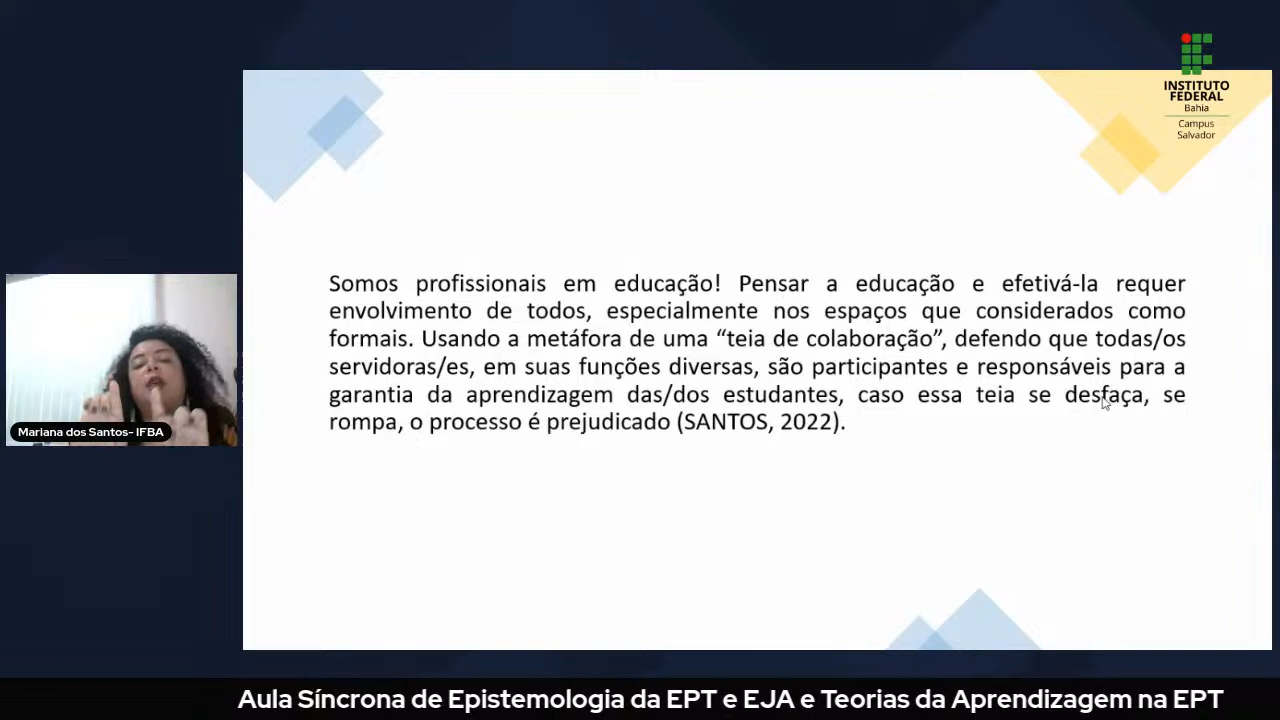 INSTITUTO
FEDERAL
Bahia
Campus
Salvador
Somos profissionais em educação! Pensar a educação e efetivá-la requer
envolvimento de todos, especialmente nos espaços que considerados como
formais. Usando a metáfora de uma “teia de colaboração”, defendo que todas/os
servidoras/es, em suas funções diversas, são participantes e responsáveis para a
garantia da aprendizagem das/dos estudantes, caso essa teia se desfaça, se
rompa, o processo é prejudicado (SANTOS, 2022).
Mariana dos Santos- IFBA
Aula Síncrona de Epistemologia da EPT e EJA e Teorias da Aprendizagem na EPT